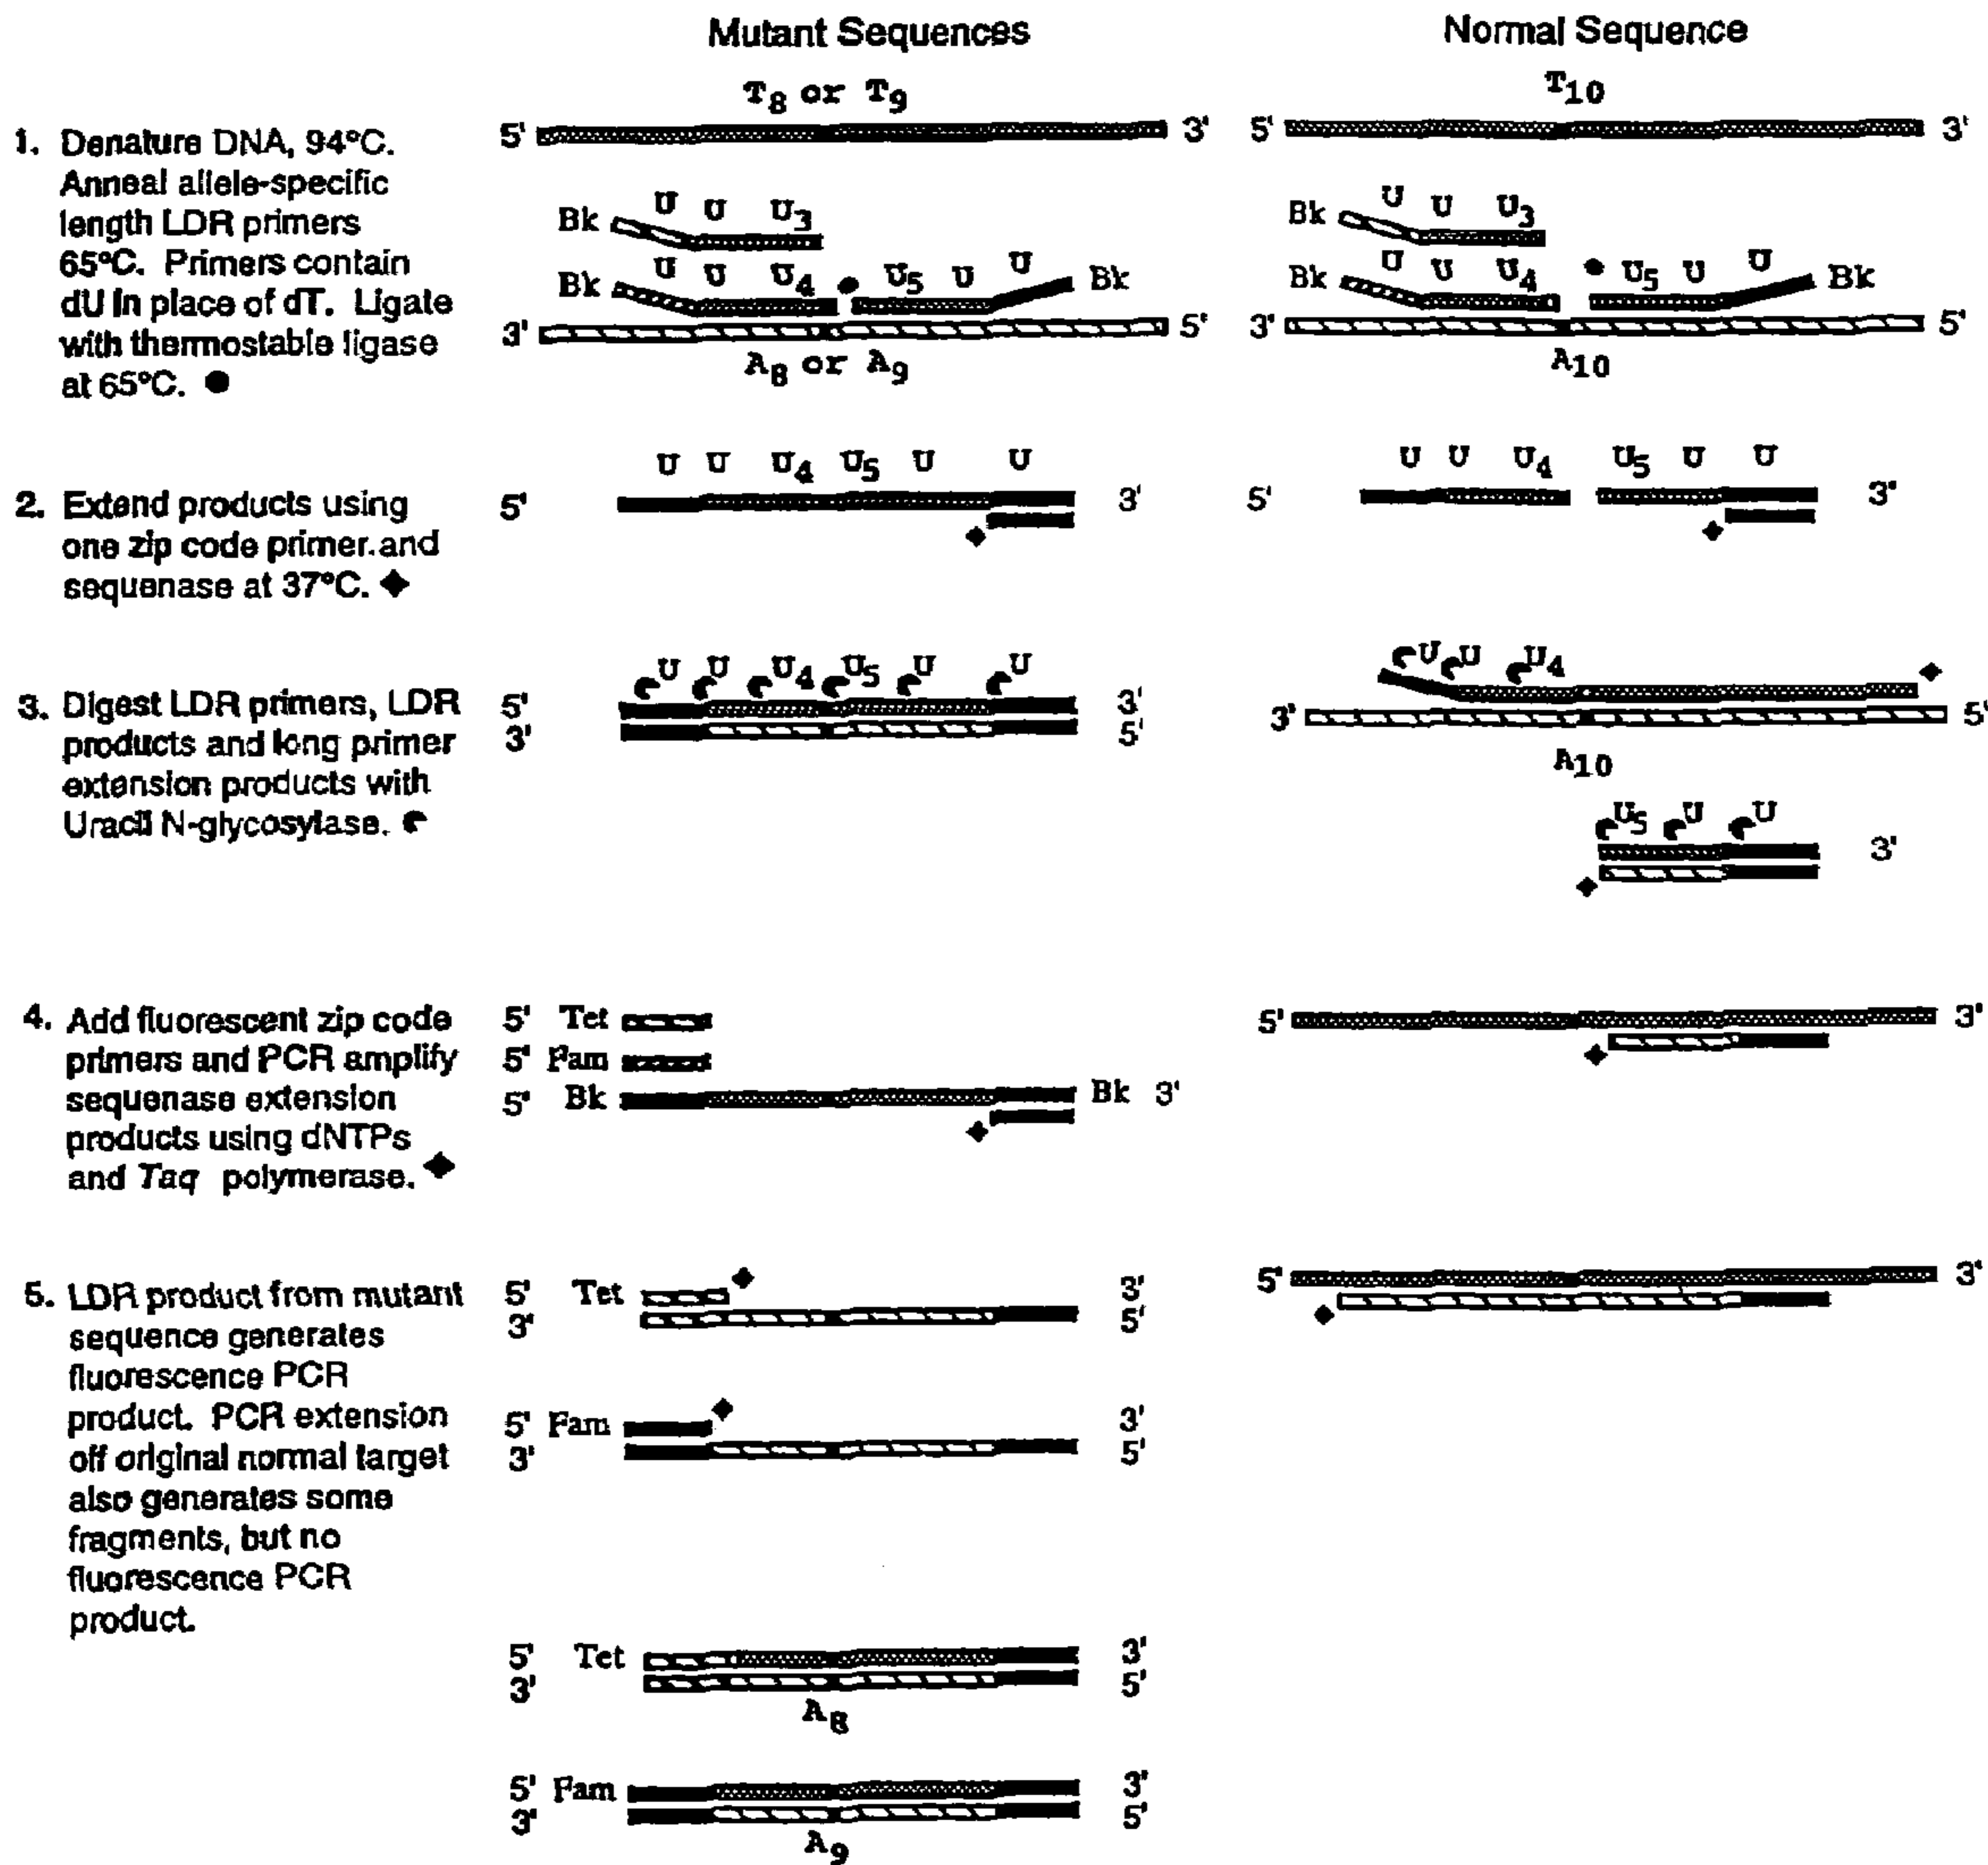 Mutant Sequences
Normal Sequence
T8 or T9
T10
5' 3' 5' 3'
1. Denature DNA, 94°C.
Anneal allele-specific
length LDR primers
65°C. Primers contain
dU in place of dT. Ligate
with thermostable ligase
at 65°C.
Bk U U U3
Bk U U U4 U5 U U Bk
3' 5'
A8 or A9
Bk U U U3
Bk U U U4 U5 U U Bk
3' 5'
A10
2. Extend products using
one zip code primer.and
sequenase at 37°C.
U U U4 U5 U U
5' 3'
U U U4 U5 U U
5' 3'
3. Digest LDR primers, LDR
products and long primer
extension products with
Uracil N-glycosylase.
U U U4 U5 U U
5' 3'
3' 5'
U U U4
3' 5'
A10
U5 U U
3'
4. Add fluorescent zip code
primers and PCR amplify
sequenase extension
products using dNTPs
and Taq polymerase.
5' Tet
5' Fam
5' Bk Bk 3'
5' 3'
5. LDR product from mutant
sequence generates
fluorescence PCR
product. PCR extension
off original normal target
also generates some
fragments, but no
fluorescence PCR
product.
5' Tet 3'
3' 5'
5' 3'
5' Fam 3'
3' 5'
5' Tet 3'
3' 5'
A8
5' Fam 3'
3' 5'
A9